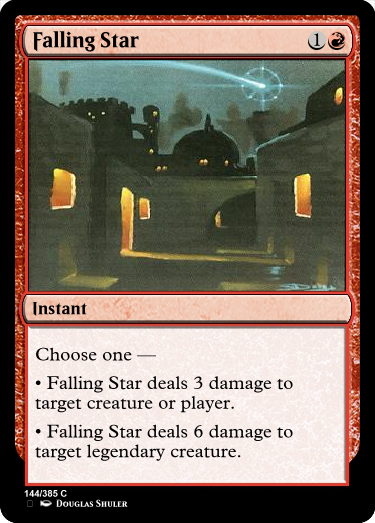 Falling Star 1
Instant
Choose one —
• Falling Star deals 3 damage to
target creature or player.
• Falling Star deals 6 damage to
target legendary creature.
144/385 C
Douglas Shuler